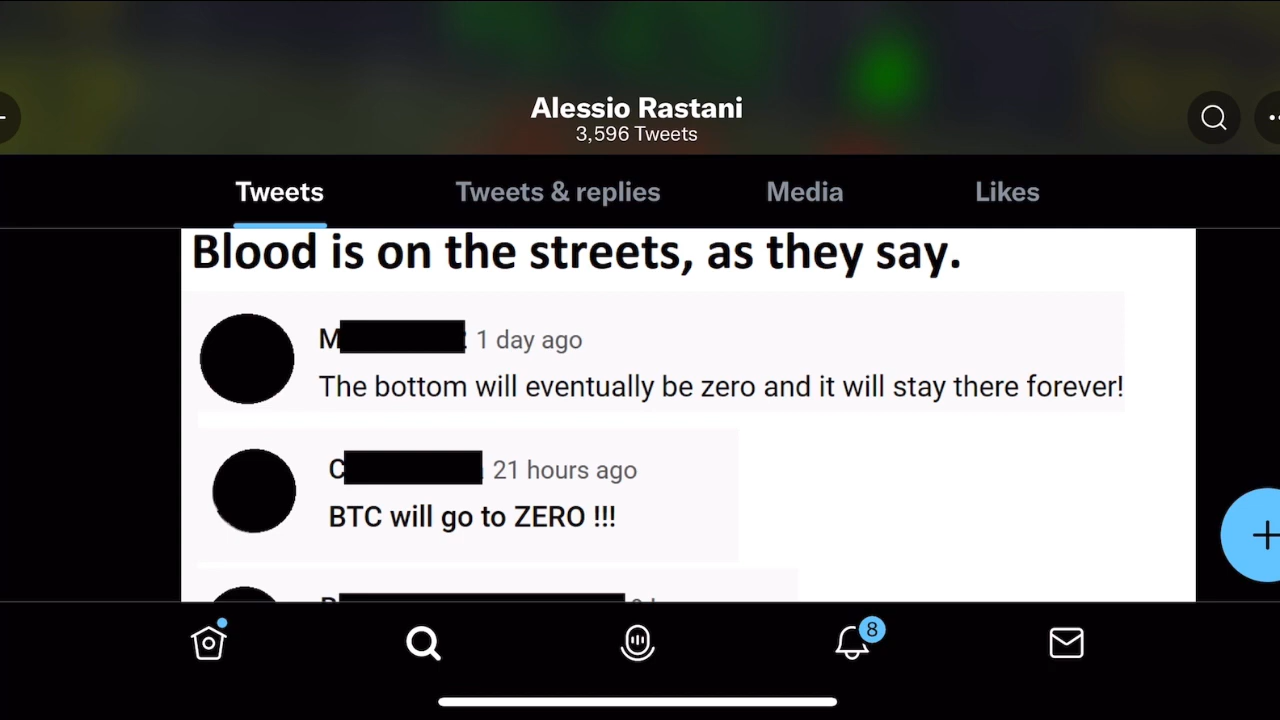 Alessio Rastani
3,596 Tweets
Tweets Tweets & replies Media Likes
Blood is on the streets, as they say.
M 1 day ago
The bottom will eventually be zero and it will stay there forever!
C 21 hours ago
BTC will go to ZERO !!!
8